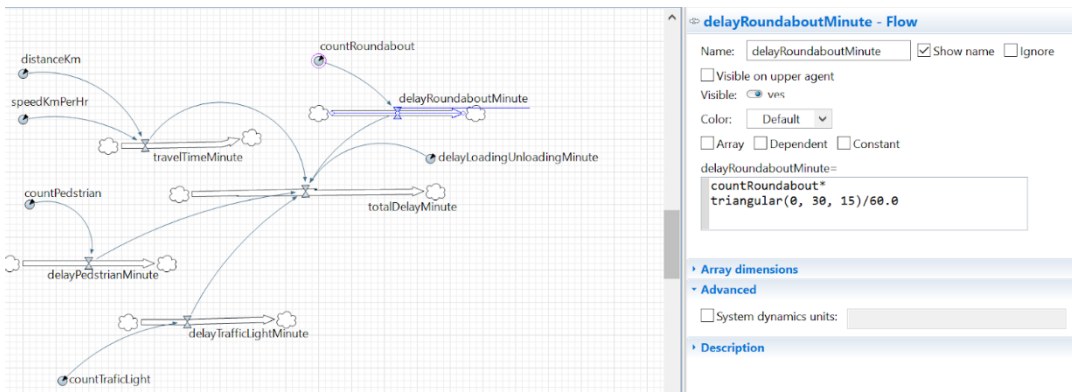 countRoundabout
distanceKm
speedKmPerHr
delayRoundaboutMinute
travelTimeMinute
delayLoadingUnloadingMinute
countPedstrian
totalDelayMinute
delayPedstrianMinute
delayTrafficLightMinute
countTraficLight
delayRoundaboutMinute - Flow
Name: delayRoundaboutMinute Show name Ignore
Visible on upper agent
Visible: yes
Color: Default
Array Dependent Constant
delayRoundaboutMinute=
countRoundabout*
triangular(0, 30, 15)/60.0
Array dimensions
Advanced
System dynamics units:
Description